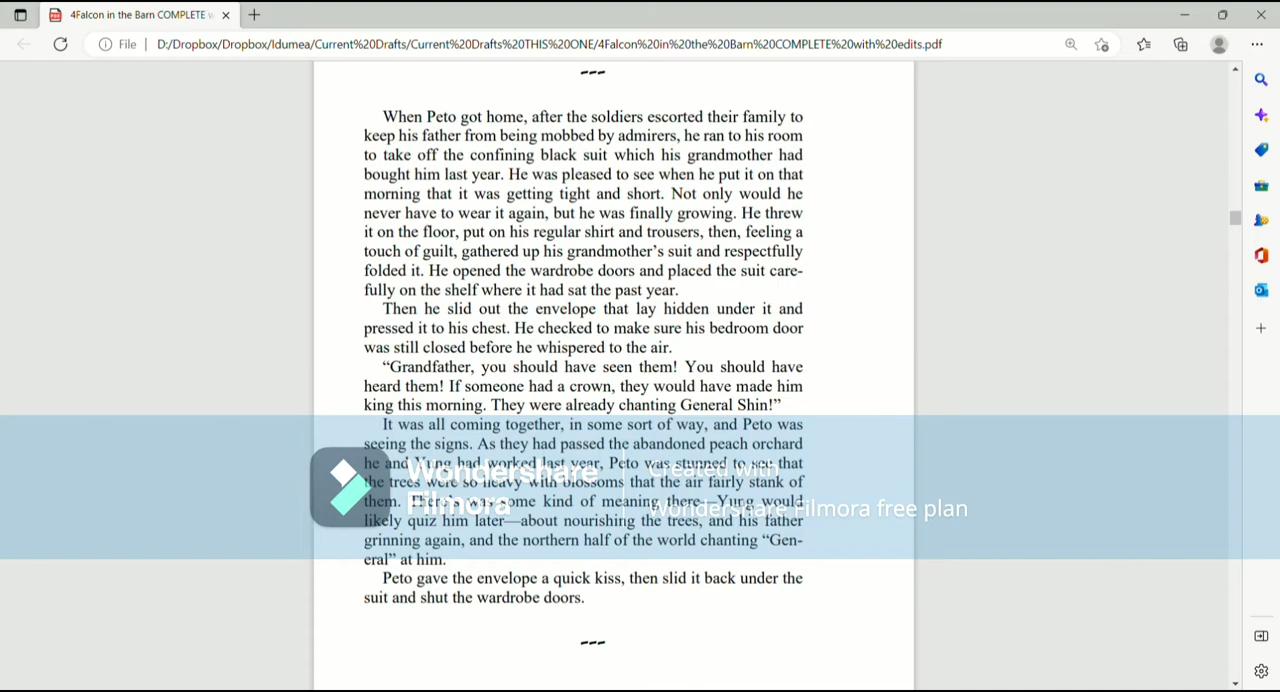 4Falcon in the Barn COMPLETE w
File
D:/Dropbox/Dropbox/Idumea/Current%20Drafts/Current%20Drafts%20THIS%20ONE/4Falcon%20in%20the%20Barn%20COMPLETE%20with%20edits.pdf
---
When Peto got home, after the soldiers escorted their family to
keep his father from being mobbed by admirers, he ran to his room
to take off the confining black suit which his grandmother had
bought him last year. He was pleased to see when he put it on that
morning that it was getting tight and short. Not only would he
never have to wear it again, but he was finally growing. He threw
it on the floor, put on his regular shirt and trousers, then, feeling a
touch of guilt, gathered up his grandmother’s suit and respectfully
folded it. He opened the wardrobe doors and placed the suit care-
fully on the shelf where it had sat the past year.
Then he slid out the envelope that lay hidden under it and
pressed it to his chest. He checked to make sure his bedroom door
was still closed before he whispered to the air.
“Grandfather, you should have seen them! You should have
heard them! If someone had a crown, they would have made him
king this morning. They were already chanting General Shin!”
It was all coming together, in some sort of way, and Peto was
seeing the signs. As they had passed the abandoned peach orchard
he and Yung had worked last year, Peto was stunned to see that
the trees were so heavy with blossoms that the air fairly stank of
them. There was some kind of meaning there—Yung would
likely quiz him later—about nourishing the trees, and his father
grinning again, and the northern half of the world chanting “Gen-
eral” at him.
Peto gave the envelope a quick kiss, then slid it back under the
suit and shut the wardrobe doors.
---
Wondershare
Filmora
Created with
Wondershare Filmora free plan